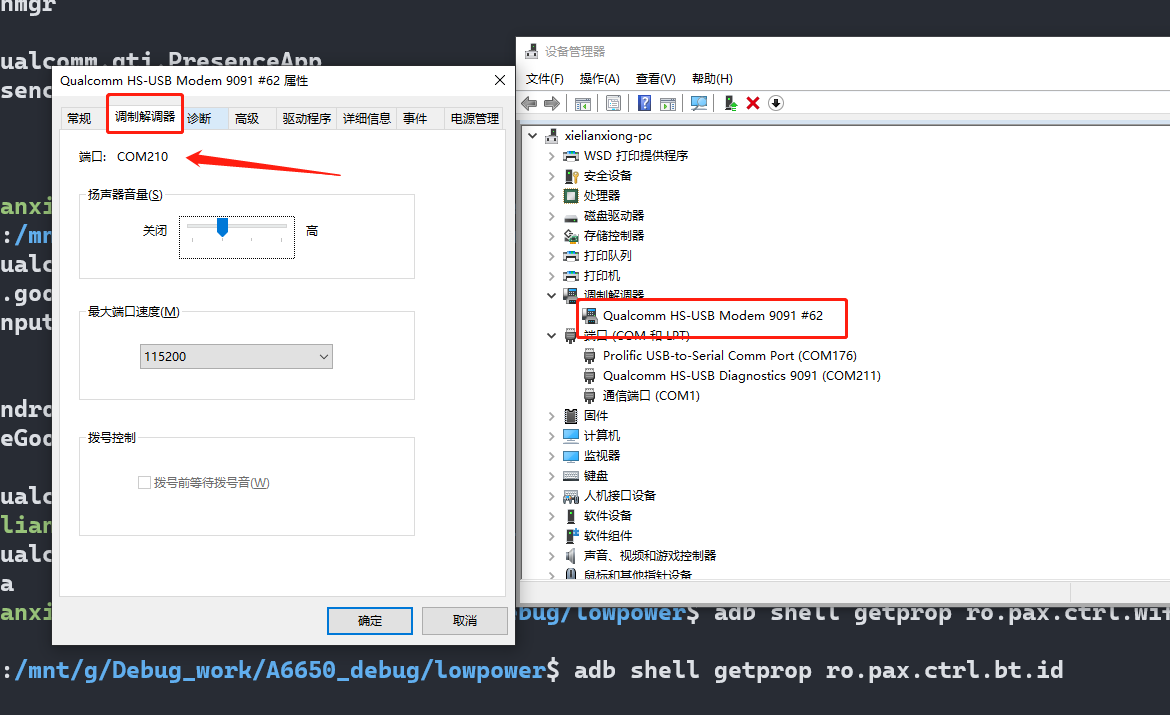 nmgr
ualcomm.qti.PresenceApp
senc
Qualcomm HS-USB Modem 9091 #62 属性
常规 调制解调器 诊断 高级 驱动程序 详细信息 事件 电源管理
端口: COM210
扬声器音量(S)
关闭 高
最大端口速度(M)
115200
拨号控制
拨号前等待拨号音(W)
确定 取消
设备管理器
文件(F) 操作(A) 查看(V) 帮助(H)
xielianxiong-pc
WSD 打印提供程序
安全设备
处理器
磁盘驱动器
存储控制器
打印队列
打印机
调制解调器
Qualcomm HS-USB Modem 9091 #62
端口 (COM 和 LPT)
Prolific USB-to-Serial Comm Port (COM176)
Qualcomm HS-USB Diagnostics 9091 (COM211)
通信端口 (COM1)
固件
计算机
监视器
键盘
人机接口设备
软件设备
软件组件
声音、视频和游戏控制器
鼠标和其他指针设备
anxi
:/mn
ualc
.goo
nput
ndro
eGoo
ualc
lian
ualc
a
anxi
bug/lowpower$ adb shell getprop ro.pax.ctrl.wif
:/mnt/g/Debug_work/A6650_debug/lowpower$ adb shell getprop ro.pax.ctrl.bt.id